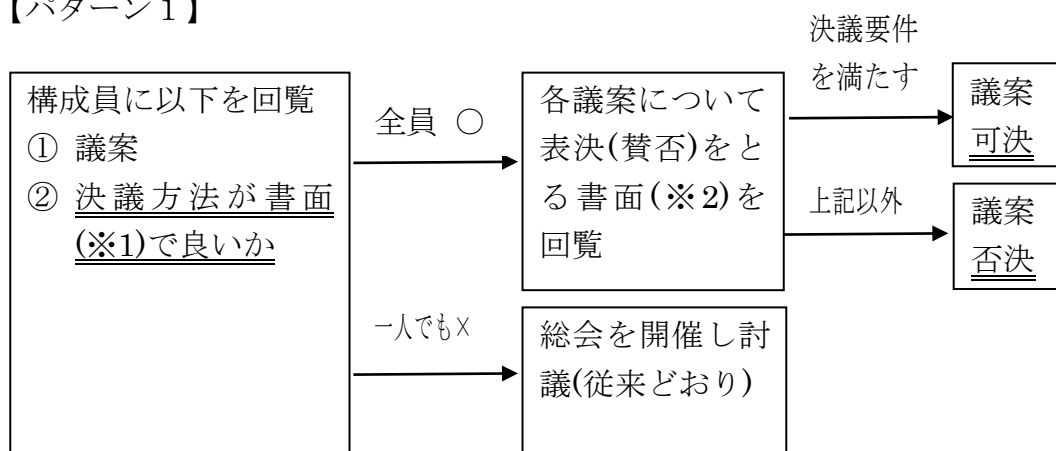 【パターン１】
構成員に以下を回覧
① 議案
② 決議方法が書面
(※1)で良いか
全員 ○
一人でも×
各議案について
表決(賛否)をと
る書面(※2)を
回覧
総会を開催し討
議(従来どおり)
決議要件
を満たす
上記以外
議案
可決
議案
否決